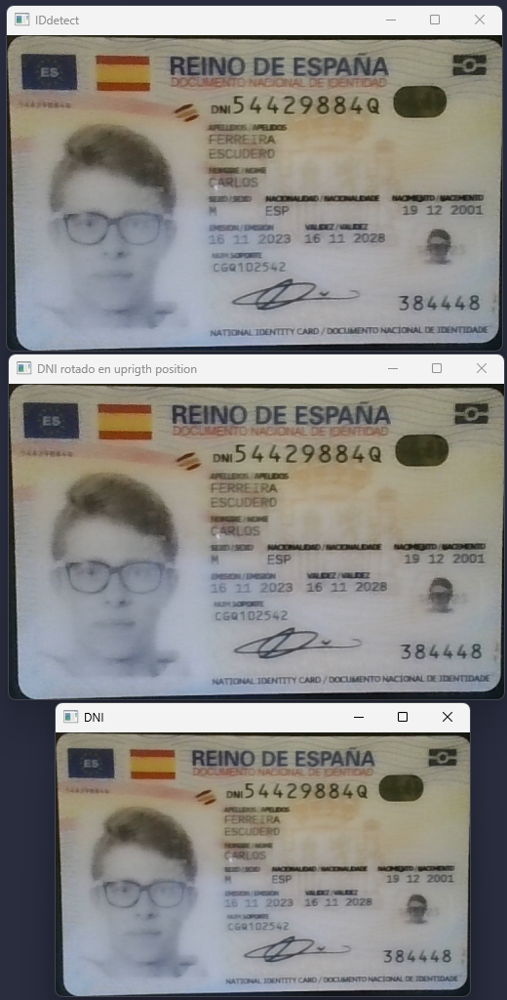 IDdetect
ES
REINO DE ESPAÑA
DOCUMENTO NACIONAL DE IDENTIDAD
DNI 54429884Q
APELLIDOS / APELIDOS
FERREIRA
ESCUDERO
NOMBRE / NOME
CARLOS
SEXO / SEXO NACIONALIDAD / NACIONALIDADE NACIMIENTO / NACEMENTO
M ESP 19 12 2001
EMISIÓN / EMISIÓN VALIDEZ / VALIDEZ
16 11 2023 16 11 2028
NUM SOPORTE
CGQ102542
384448
NATIONAL IDENTITY CARD / DOCUMENTO NACIONAL DE IDENTIDADE
DNI rotado en uprigth position
ES
REINO DE ESPAÑA
DOCUMENTO NACIONAL DE IDENTIDAD
DNI 54429884Q
APELLIDOS / APELIDOS
FERREIRA
ESCUDERO
NOMBRE / NOME
CARLOS
SEXO / SEXO NACIONALIDAD / NACIONALIDADE NACIMIENTO / NACEMENTO
M ESP 19 12 2001
EMISIÓN / EMISIÓN VALIDEZ / VALIDEZ
16 11 2023 16 11 2028
NUM SOPORTE
CGQ102542
384448
NATIONAL IDENTITY CARD / DOCUMENTO NACIONAL DE IDENTIDADE
DNI
ES
REINO DE ESPAÑA
DOCUMENTO NACIONAL DE IDENTIDAD
DNI 54429884Q
APELLIDOS / APELIDOS
FERREIRA
ESCUDERO
NOMBRE / NOME
CARLOS
SEXO / SEXO NACIONALIDAD / NACIONALIDADE NACIMIENTO / NACEMENTO
M ESP 19 12 2001
EMISIÓN / EMISIÓN VALIDEZ / VALIDEZ
16 11 2023 16 11 2028
NUM SOPORTE
CGQ102542
384448
NATIONAL IDENTITY CARD / DOCUMENTO NACIONAL DE IDENTIDADE